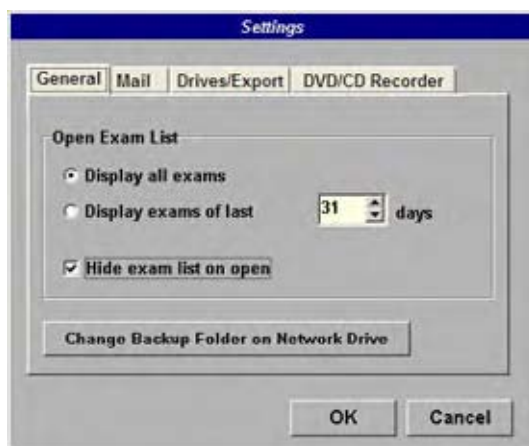 Settings
General Mail Drives/Export DVD/CD Recorder
Open Exam List
Display all exams
Display exams of last 31 days
Hide exam list on open
Change Backup Folder on Network Drive
OK Cancel